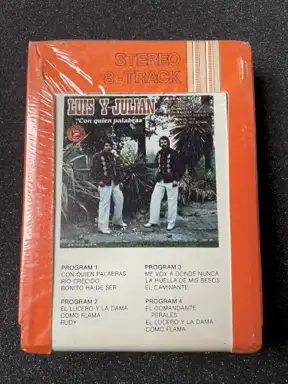 STEREO
8-TRACK
LUIS Y JULIAN
"Con quien palabras"
PROGRAM 1
CON QUIEN PALABRAS
RIO CRECIDO
BONITO HA DE SER
PROGRAM 2
EL LUCERO Y LA DAMA
COMO FLAMA
RUDY
PROGRAM 3
ME VOY A DONDE NUNCA
LA HUELLA DE MIS BESOS
EL CAMINANTE
PROGRAM 4
EL COMANDANTE
PERALES
EL LUCERO Y LA DAMA
COMO FLAMA